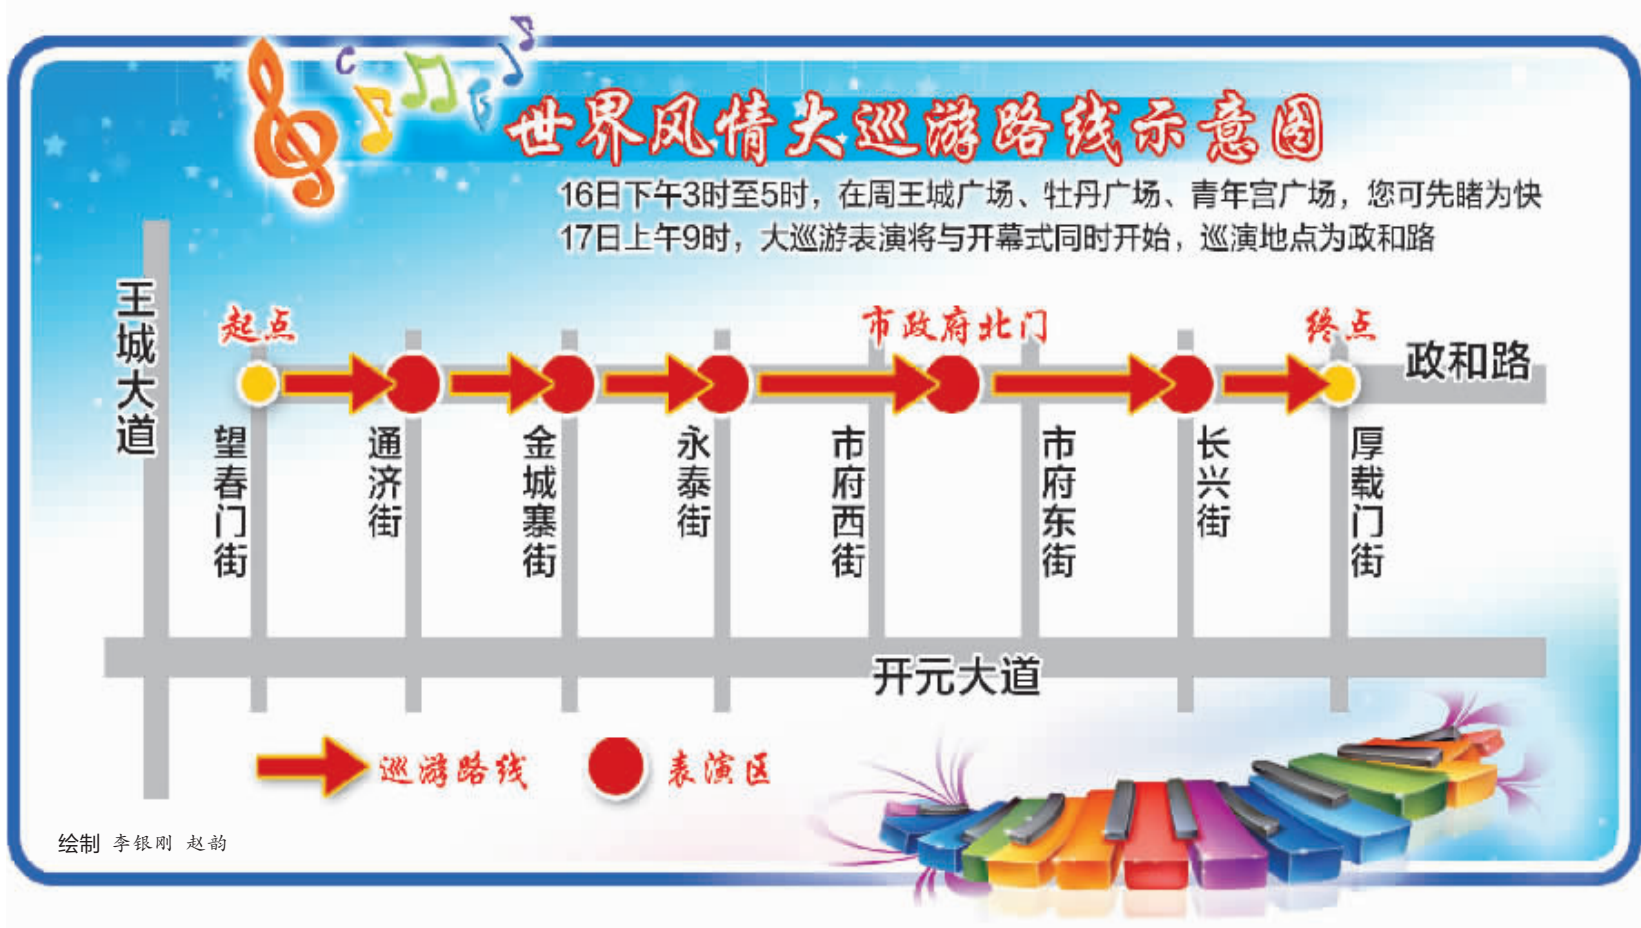 世界风情大巡游路线示意图
16日下午3时至5时，在周王城广场、牡丹广场、青年宫广场，您可先睹为快
17日上午9时，大巡游表演将与开幕式同时开始，巡演地点为政和路
王城大道
起点
市政府北门
终点
政和路
望春门街
通济街
金城寨街
永泰街
市府西街
市府东街
长兴街
厚载门街
开元大道
巡游路线
表演区
绘制 李银刚 赵韵